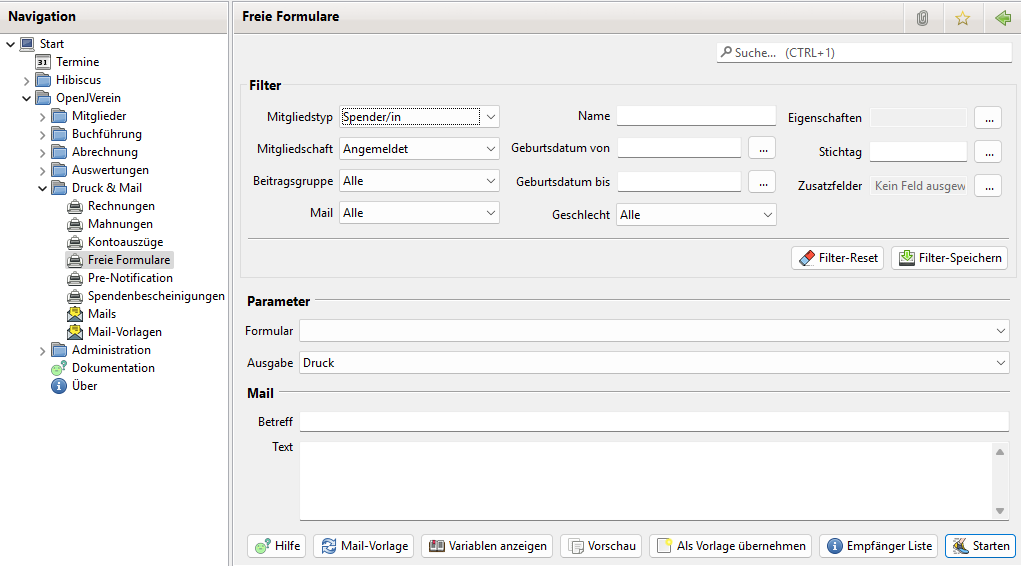 Navigation
Start
31 Termine
Hibiscus
OpenJVerein
Mitglieder
Buchführung
Abrechnung
Auswertungen
Druck & Mail
Rechnungen
Mahnungen
Kontoauszüge
Freie Formulare
Pre-Notification
Spendenbescheinigungen
Mails
Mail-Vorlagen
Administration
Dokumentation
Über
Freie Formulare
Suche... (CTRL+1)
Filter
Mitgliedstyp Spender/in Name Eigenschaften ...
Mitgliedschaft Angemeldet Geburtsdatum von ... Stichtag ...
Beitragsgruppe Alle Geburtsdatum bis ... Zusatzfelder Kein Feld ausgew ...
Mail Alle Geschlecht Alle
Filter-Reset Filter-Speichern
Parameter
Formular
Ausgabe Druck
Mail
Betreff
Text
Hilfe Mail-Vorlage Variablen anzeigen Vorschau Als Vorlage übernehmen Empfänger Liste Starten